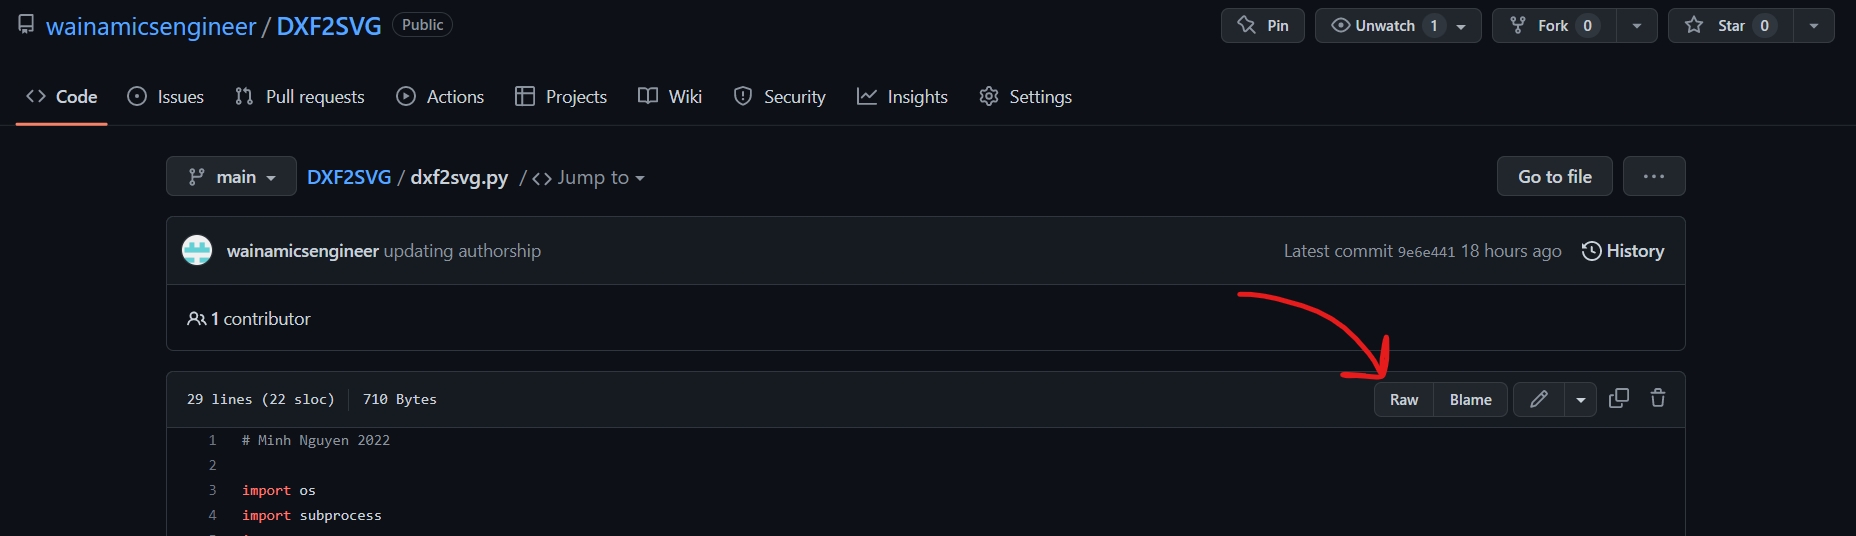 wainamicsengineer / DXF2SVG Public Pin Unwatch 1 Fork 0 Star 0
Code Issues Pull requests Actions Projects Wiki Security Insights Settings
main DXF2SVG / dxf2svg.py / <> Jump to Go to file ...
wainamicsengineer updating authorship Latest commit 9e6e441 18 hours ago History
1 contributor
29 lines (22 sloc) 710 Bytes Raw Blame
1 # Minh Nguyen 2022
2
3 import os
4 import subprocess